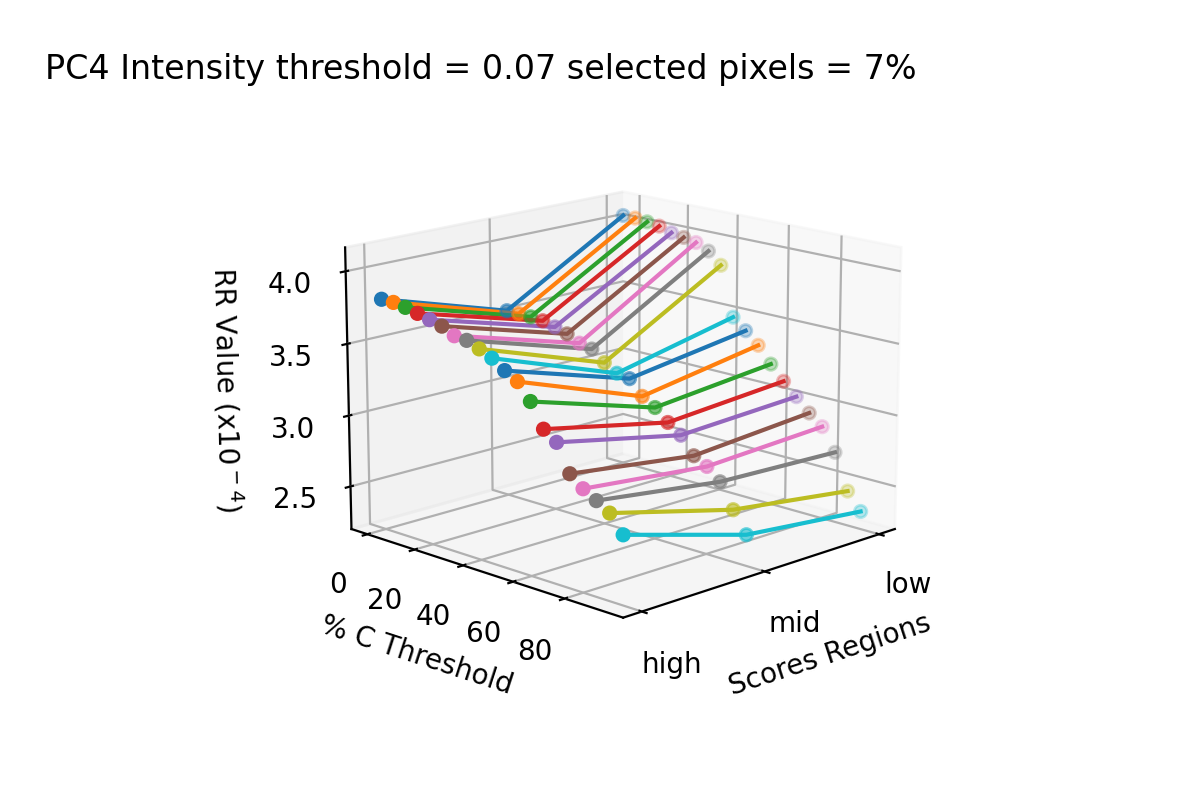 PC4 Intensity threshold = 0.07 selected pixels = 7%
4.0
3.5
3.0
2.5
RR Value (x10⁻⁴)
0
20
40
60
80
% C Threshold
high
mid
low
Scores Regions